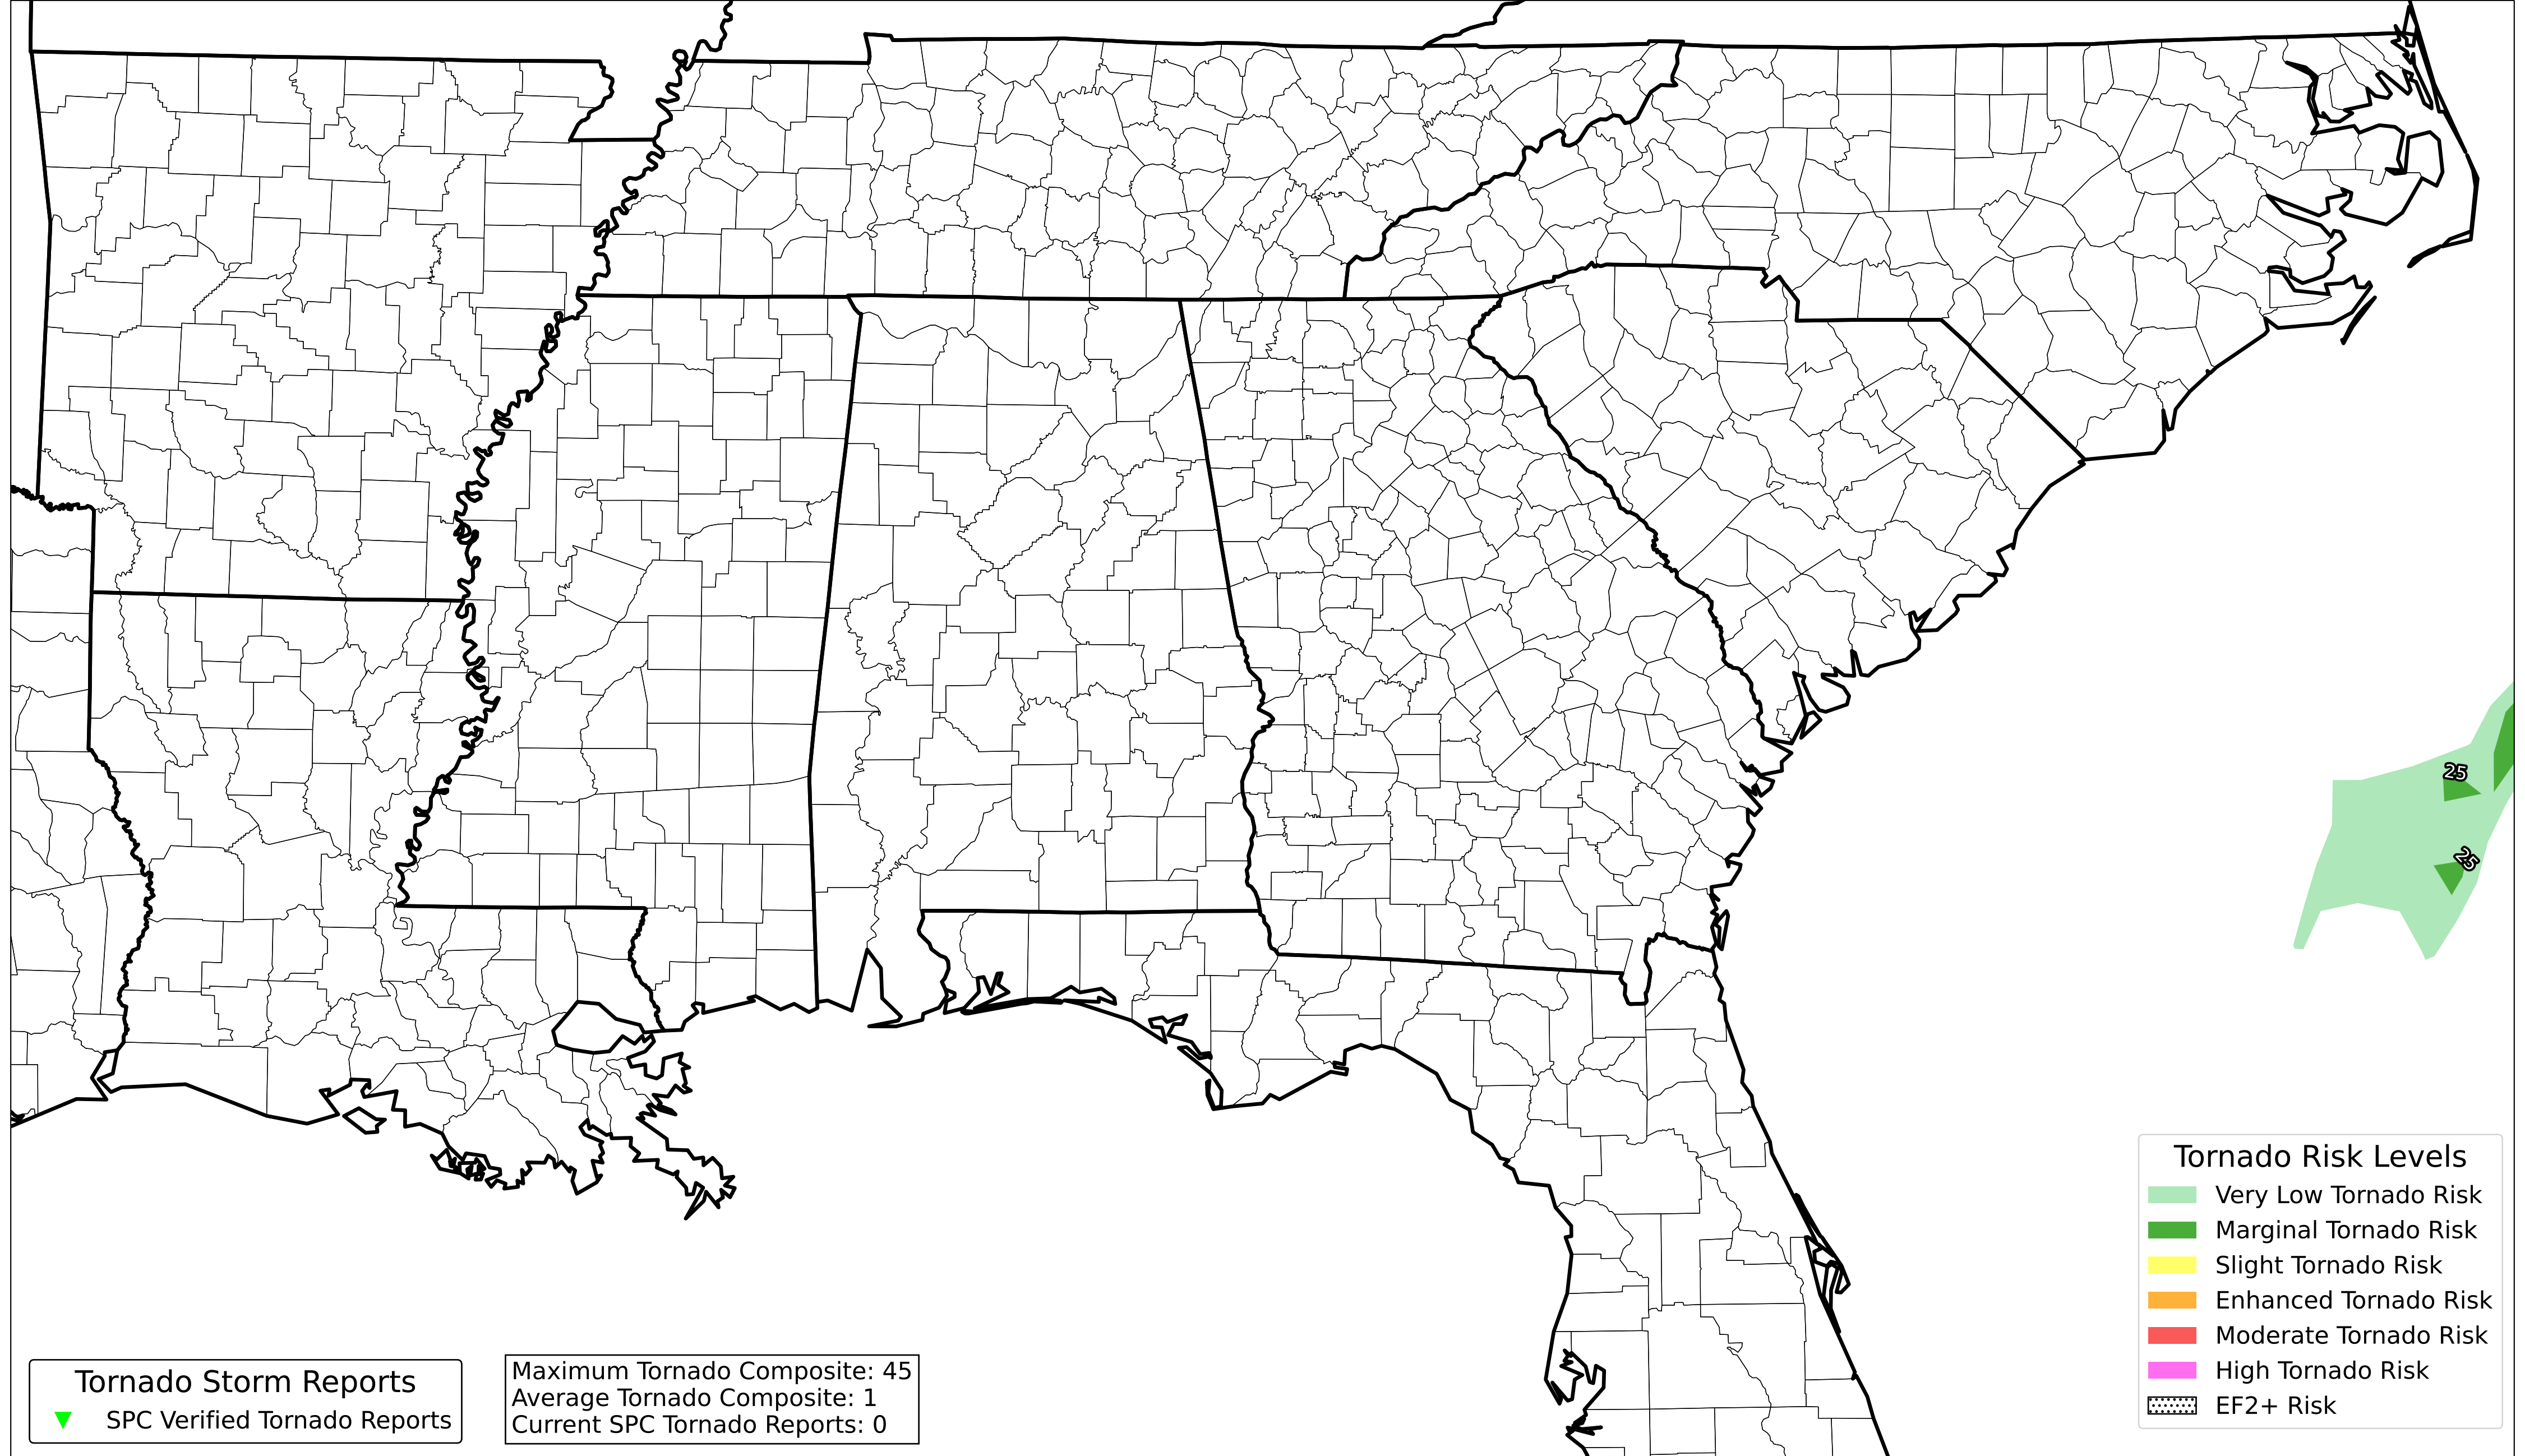 25
25
Tornado Risk Levels
Very Low Tornado Risk
Marginal Tornado Risk
Slight Tornado Risk
Enhanced Tornado Risk
Moderate Tornado Risk
High Tornado Risk
EF2+ Risk
Tornado Storm Reports
SPC Verified Tornado Reports
Maximum Tornado Composite: 45
Average Tornado Composite: 1
Current SPC Tornado Reports: 0